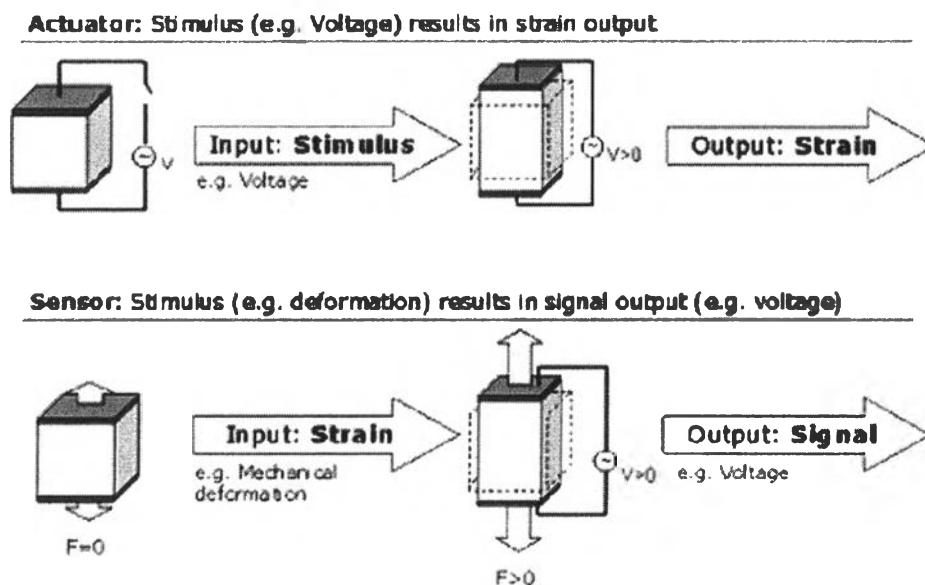 Actuator: Stimulus (e.g. Voltage) results in strain output
~ V
Input: Stimulus
e.g. Voltage
~ V>0
Output: Strain
Sensor: Stimulus (e.g. deformation) results in signal output (e.g. voltage)
F=0
Input: Strain
e.g. Mechanical
deformation
~ V>0
F>0
Output: Signal
e.g. Voltage